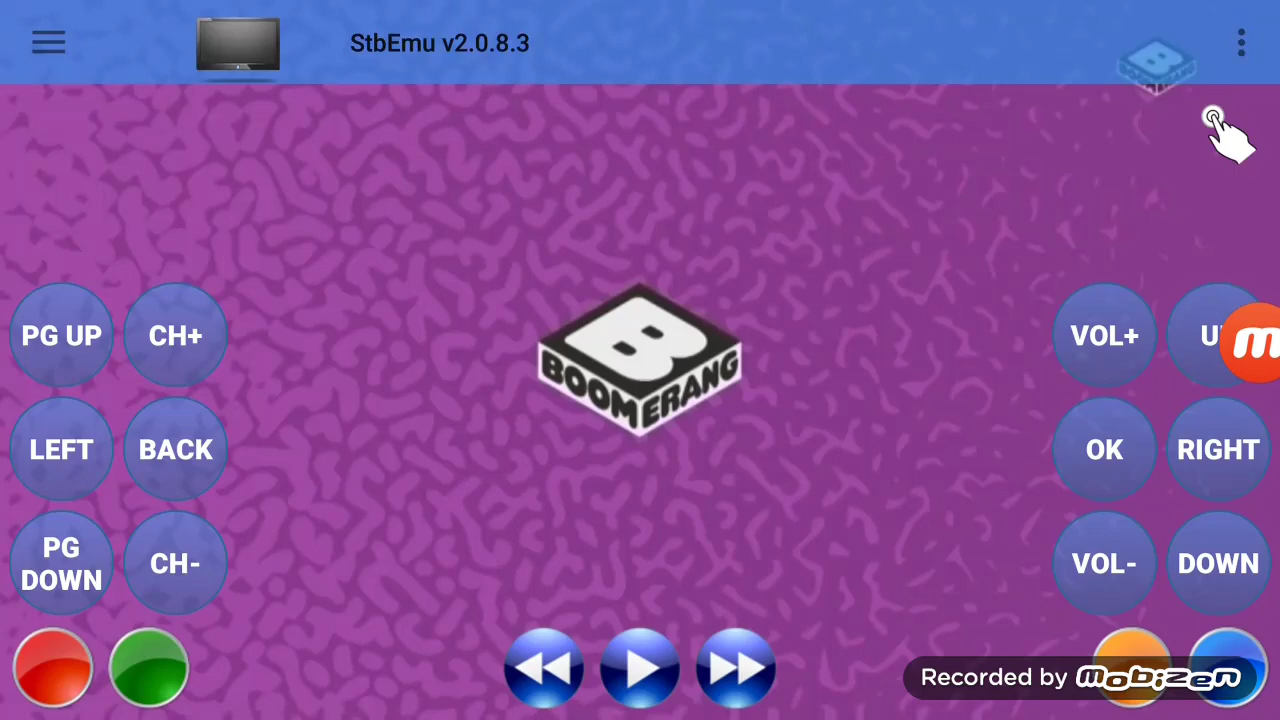 StbEmu v2.0.8.3
B
BOOMERANG
PG UP
CH+
VOL+
LEFT
BACK
B
BOOMERANG
OK
RIGHT
PG
DOWN
CH-
VOL-
DOWN
Recorded by mobizen